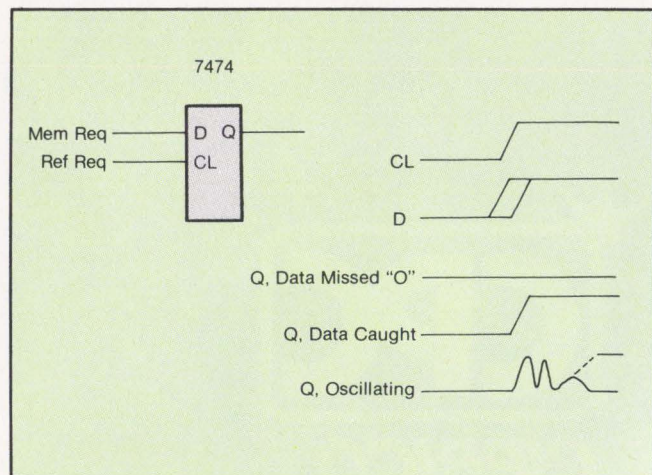 7474
Mem Req
D Q
Ref Req
CL
CL
D
Q, Data Missed “O”
Q, Data Caught
Q, Oscillating